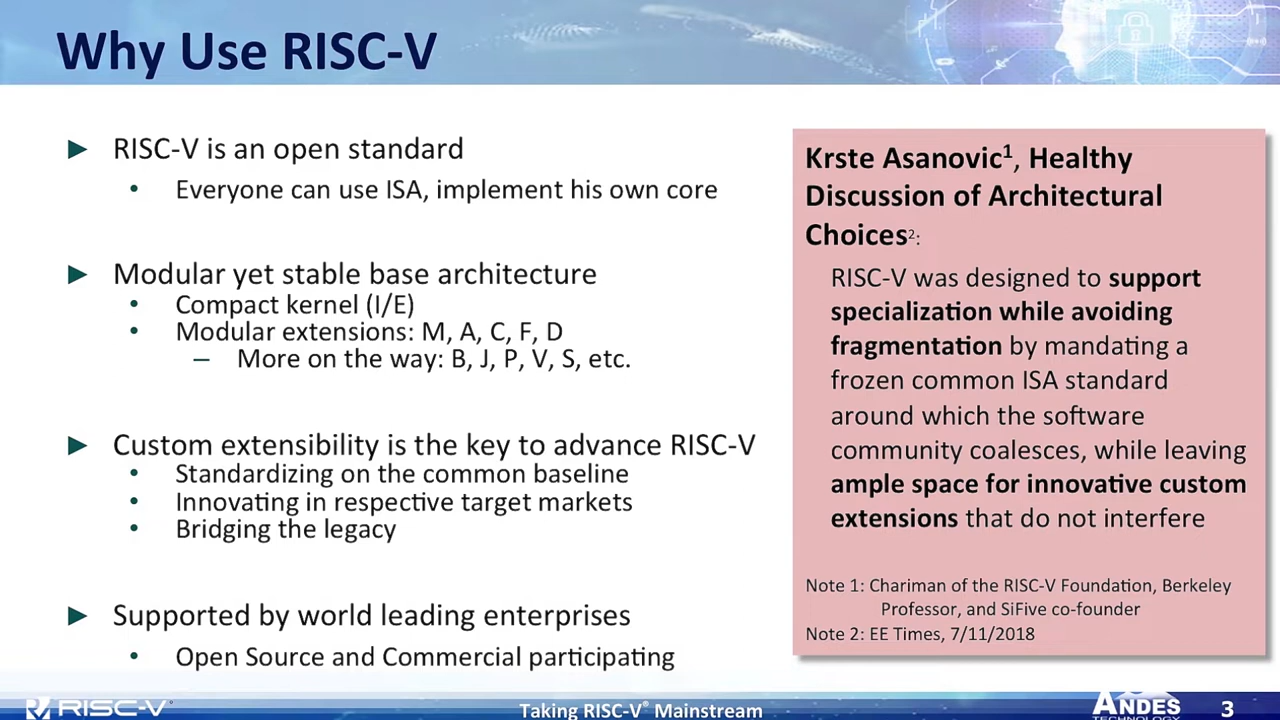 Why Use RISC-V
► RISC-V is an open standard
• Everyone can use ISA, implement his own core
► Modular yet stable base architecture
• Compact kernel (I/E)
• Modular extensions: M, A, C, F, D
– More on the way: B, J, P, V, S, etc.
► Custom extensibility is the key to advance RISC-V
• Standardizing on the common baseline
• Innovating in respective target markets
• Bridging the legacy
► Supported by world leading enterprises
• Open Source and Commercial participating
Krste Asanovic¹, Healthy
Discussion of Architectural
Choices²:
RISC-V was designed to support
specialization while avoiding
fragmentation by mandating a
frozen common ISA standard
around which the software
community coalesces, while leaving
ample space for innovative custom
extensions that do not interfere
Note 1: Chariman of the RISC-V Foundation, Berkeley
Professor, and SiFive co-founder
Note 2: EE Times, 7/11/2018
RISC-V®
Taking RISC-V® Mainstream
ANDES
TECHNOLOGY
3